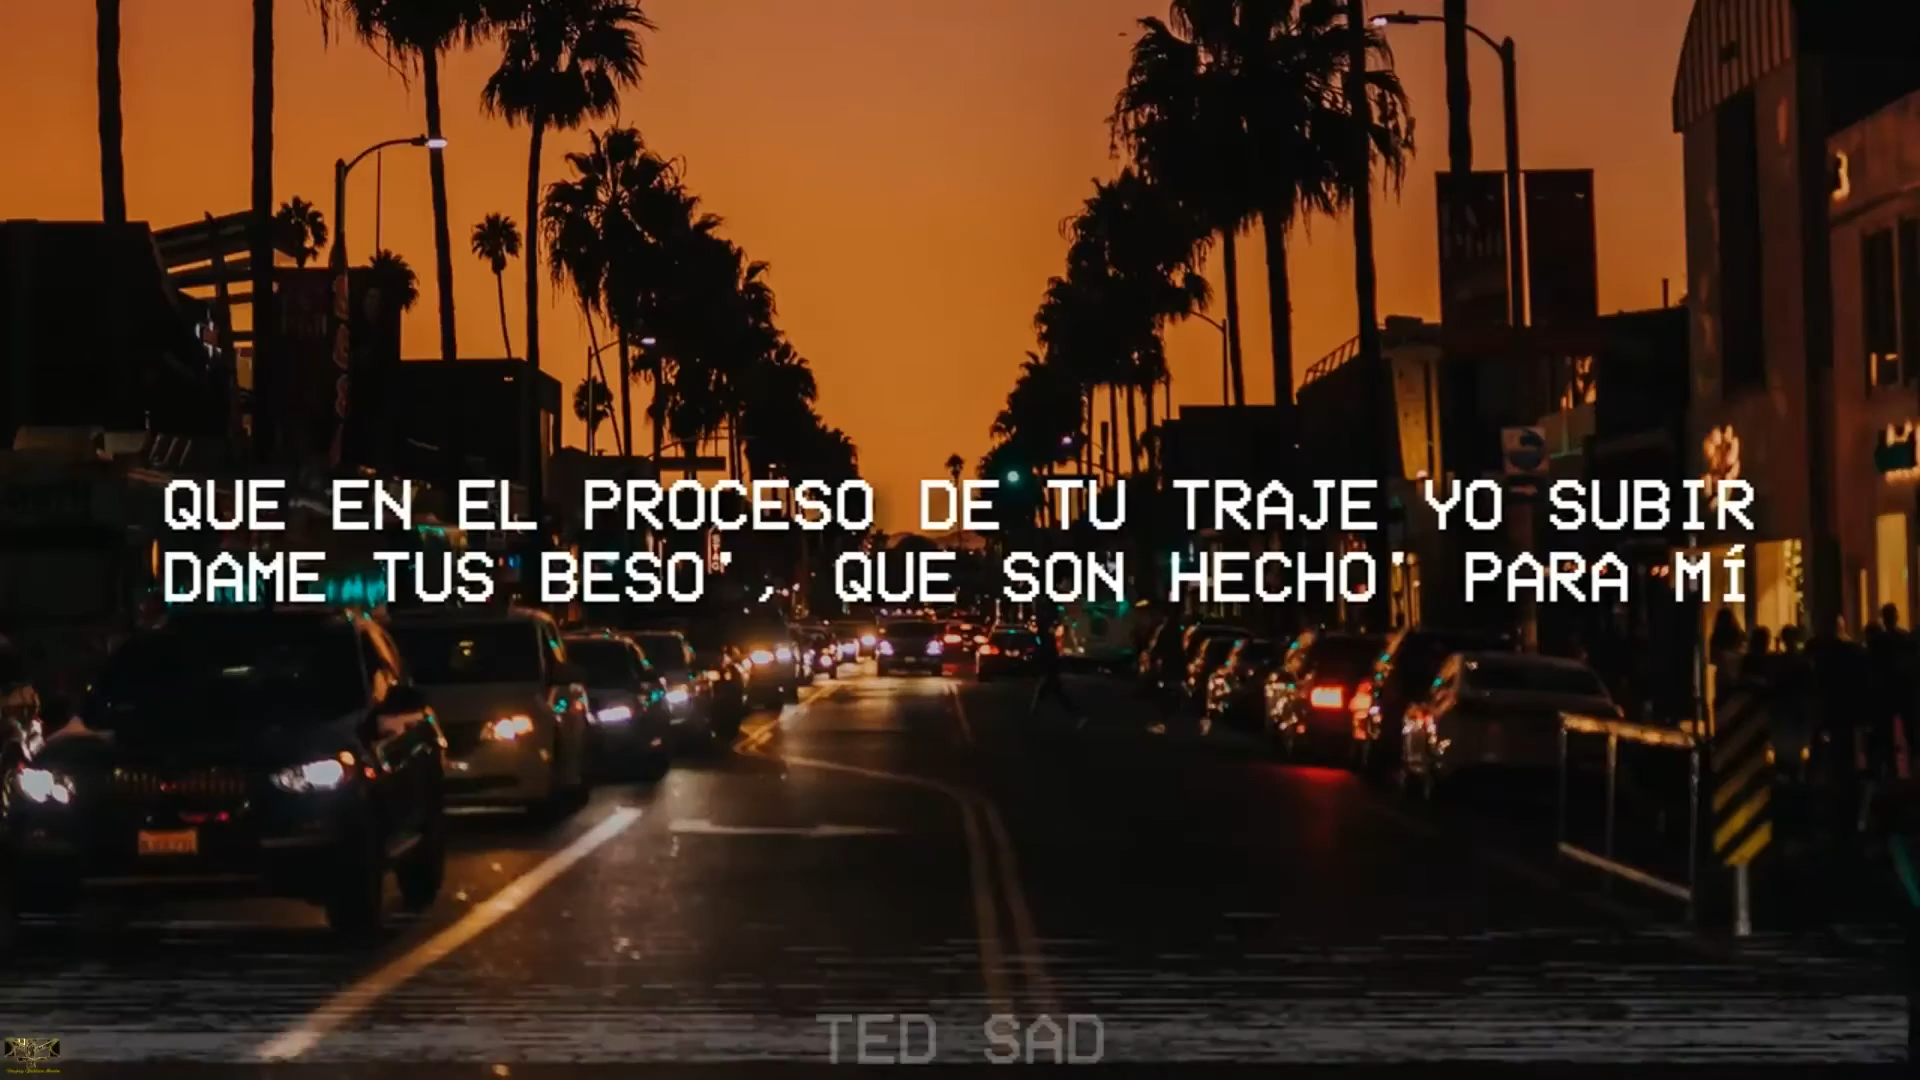 QUE EN EL PROCESO DE TU TRAJE YO SUBIR
DAME TUS BESO', QUE SON HECHO' PARA MÍ
TED SAD